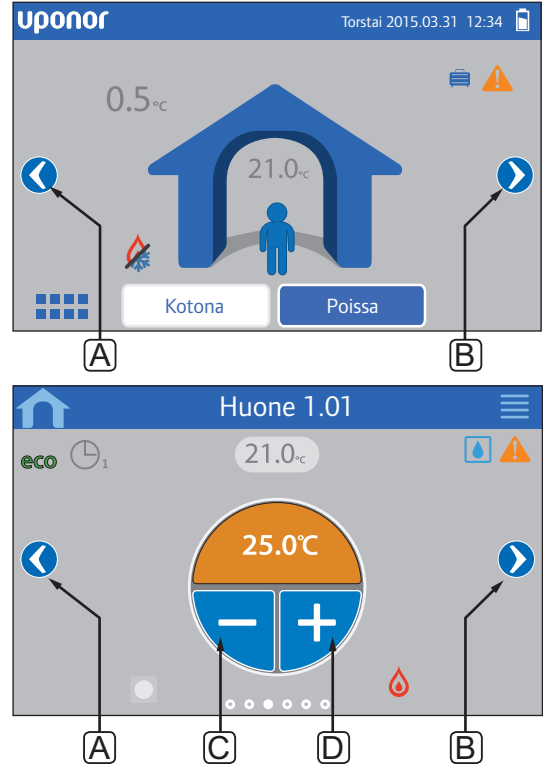 uponor Torstai 2015.03.31 12:34
0.5°C
21.0°C
Kotona Poissa
A B
Huone 1.01
eco 1 21.0°C
25.0°C
A C D B